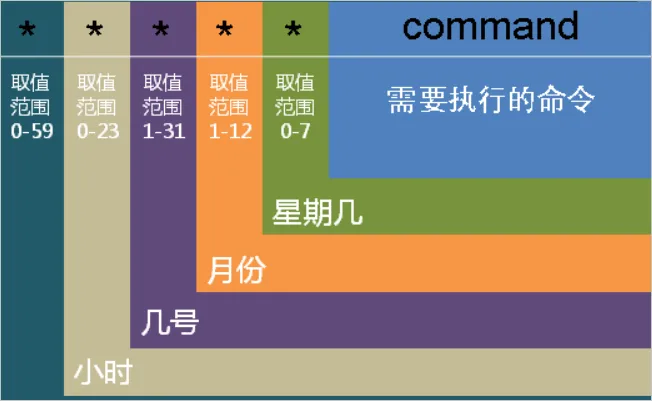 * * * * * command
取值范围0-59
取值范围0-23
取值范围1-31
取值范围1-12
取值范围0-7
需要执行的命令
星期几
月份
几号
小时